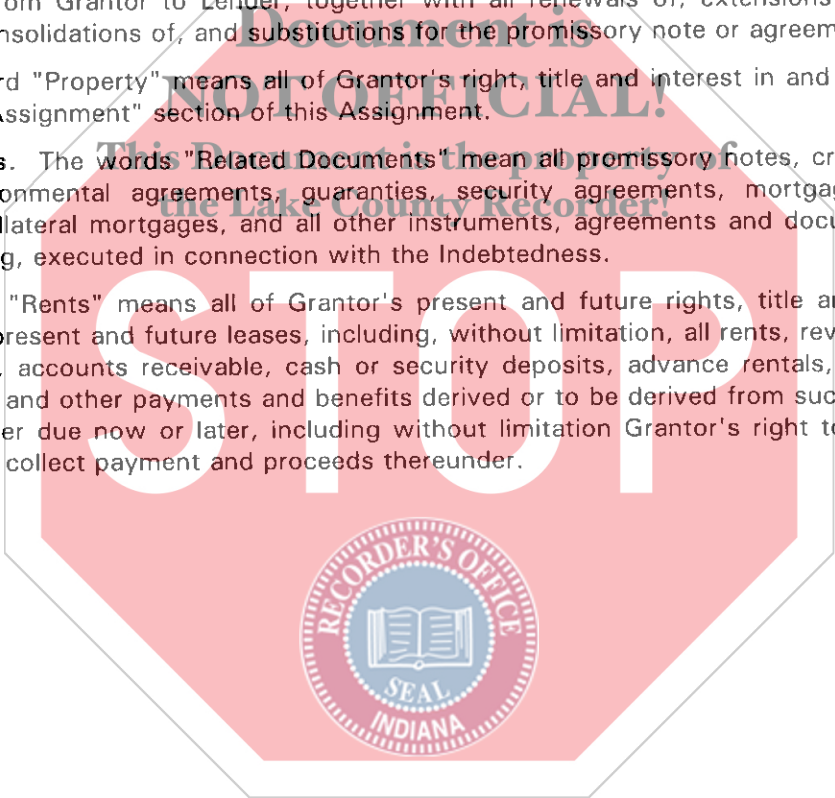 from Grantor to Lender, together with all renewals of, extensions
nsolidations of, and substitutions for the promissory note or agreem
Document is
rd "Property" means all of Grantor's right, title and interest in and
Assignment" section of this Assignment.
NOT OFFICIAL!
s. The words "Related Documents" mean all promissory notes, cr
This Document is the property of
onmental agreements, guaranties, security agreements, mortga
the Lake County Recorder!
llateral mortgages, and all other instruments, agreements and docu
g, executed in connection with the Indebtedness.
"Rents" means all of Grantor's present and future rights, title a
present and future leases, including, without limitation, all rents, rev
, accounts receivable, cash or security deposits, advance rentals,
and other payments and benefits derived or to be derived from suc
er due now or later, including without limitation Grantor's right to
collect payment and proceeds thereunder.
STOP
RECORDER'S OFFICE
SEAL
INDIANA